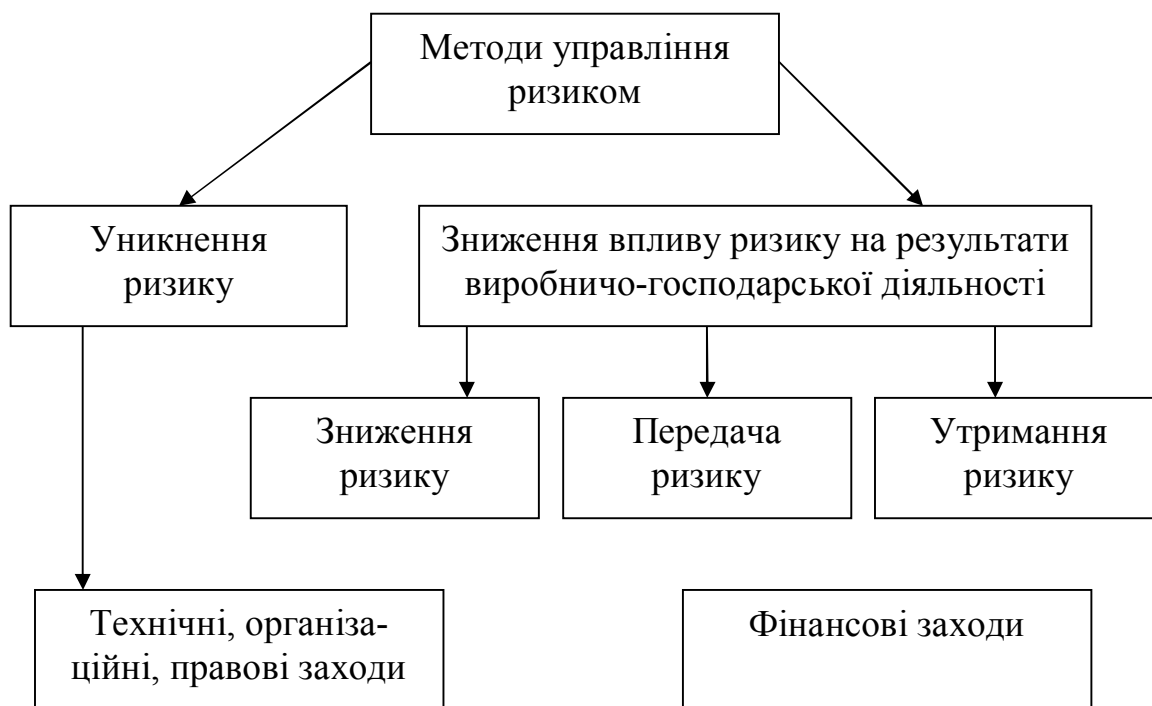 Методи управління
ризиком
Уникнення
ризику
Зниження впливу ризику на результати
виробничо-господарської діяльності
Зниження
ризику
Передача
ризику
Утримання
ризику
Технічні, організа-
ційні, правові заходи
Фінансові заходи